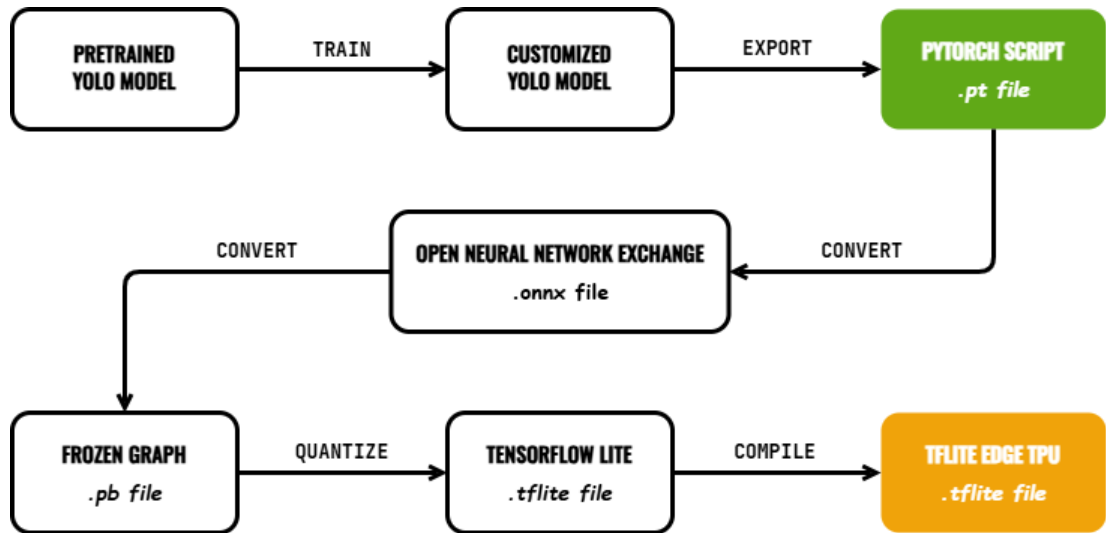 PRETRAINED
YOLO MODEL
TRAIN
CUSTOMIZED
YOLO MODEL
EXPORT
PYTORCH SCRIPT
.pt file
CONVERT
OPEN NEURAL NETWORK EXCHANGE
.onnx file
CONVERT
FROZEN GRAPH
.pb file
QUANTIZE
TENSORFLOW LITE
.tflite file
COMPILE
TFLITE EDGE TPU
.tflite file